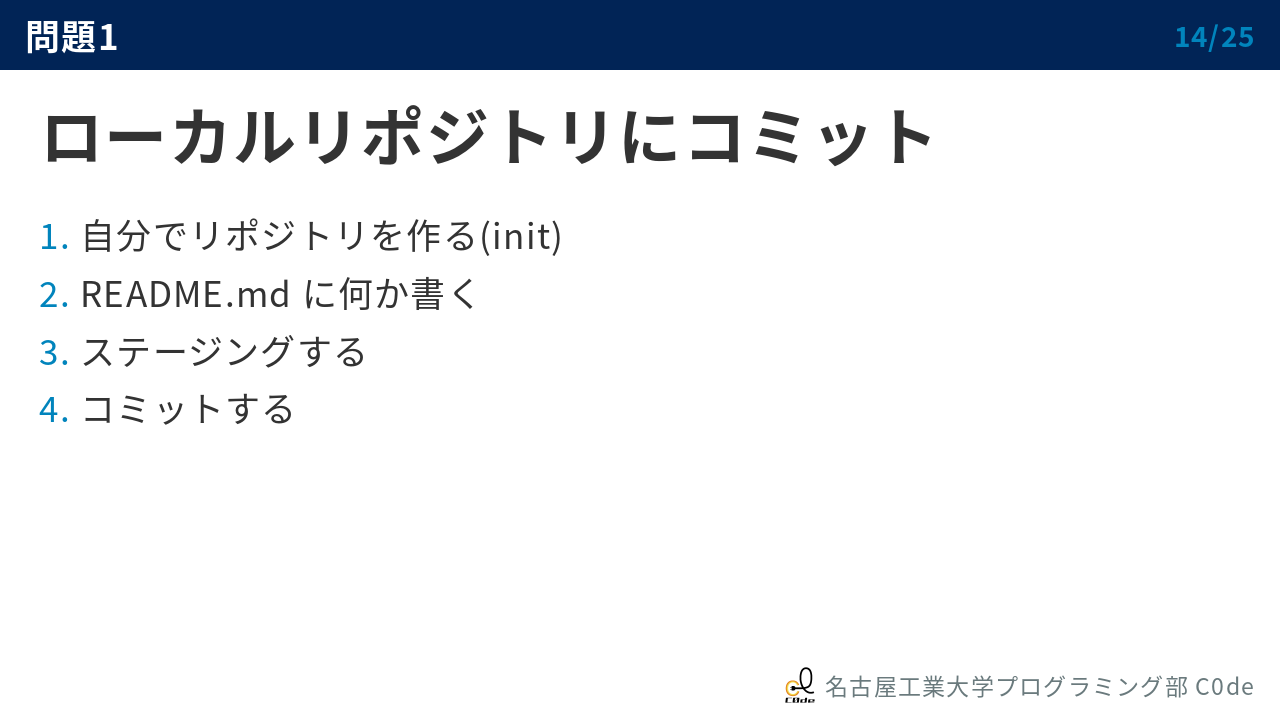 問題1
14/25
ローカルリポジトリにコミット
1. 自分でリポジトリを作る(init)
2. README.md に何か書く
3. ステージングする
4. コミットする
C0de
名古屋工業大学プログラミング部 C0de